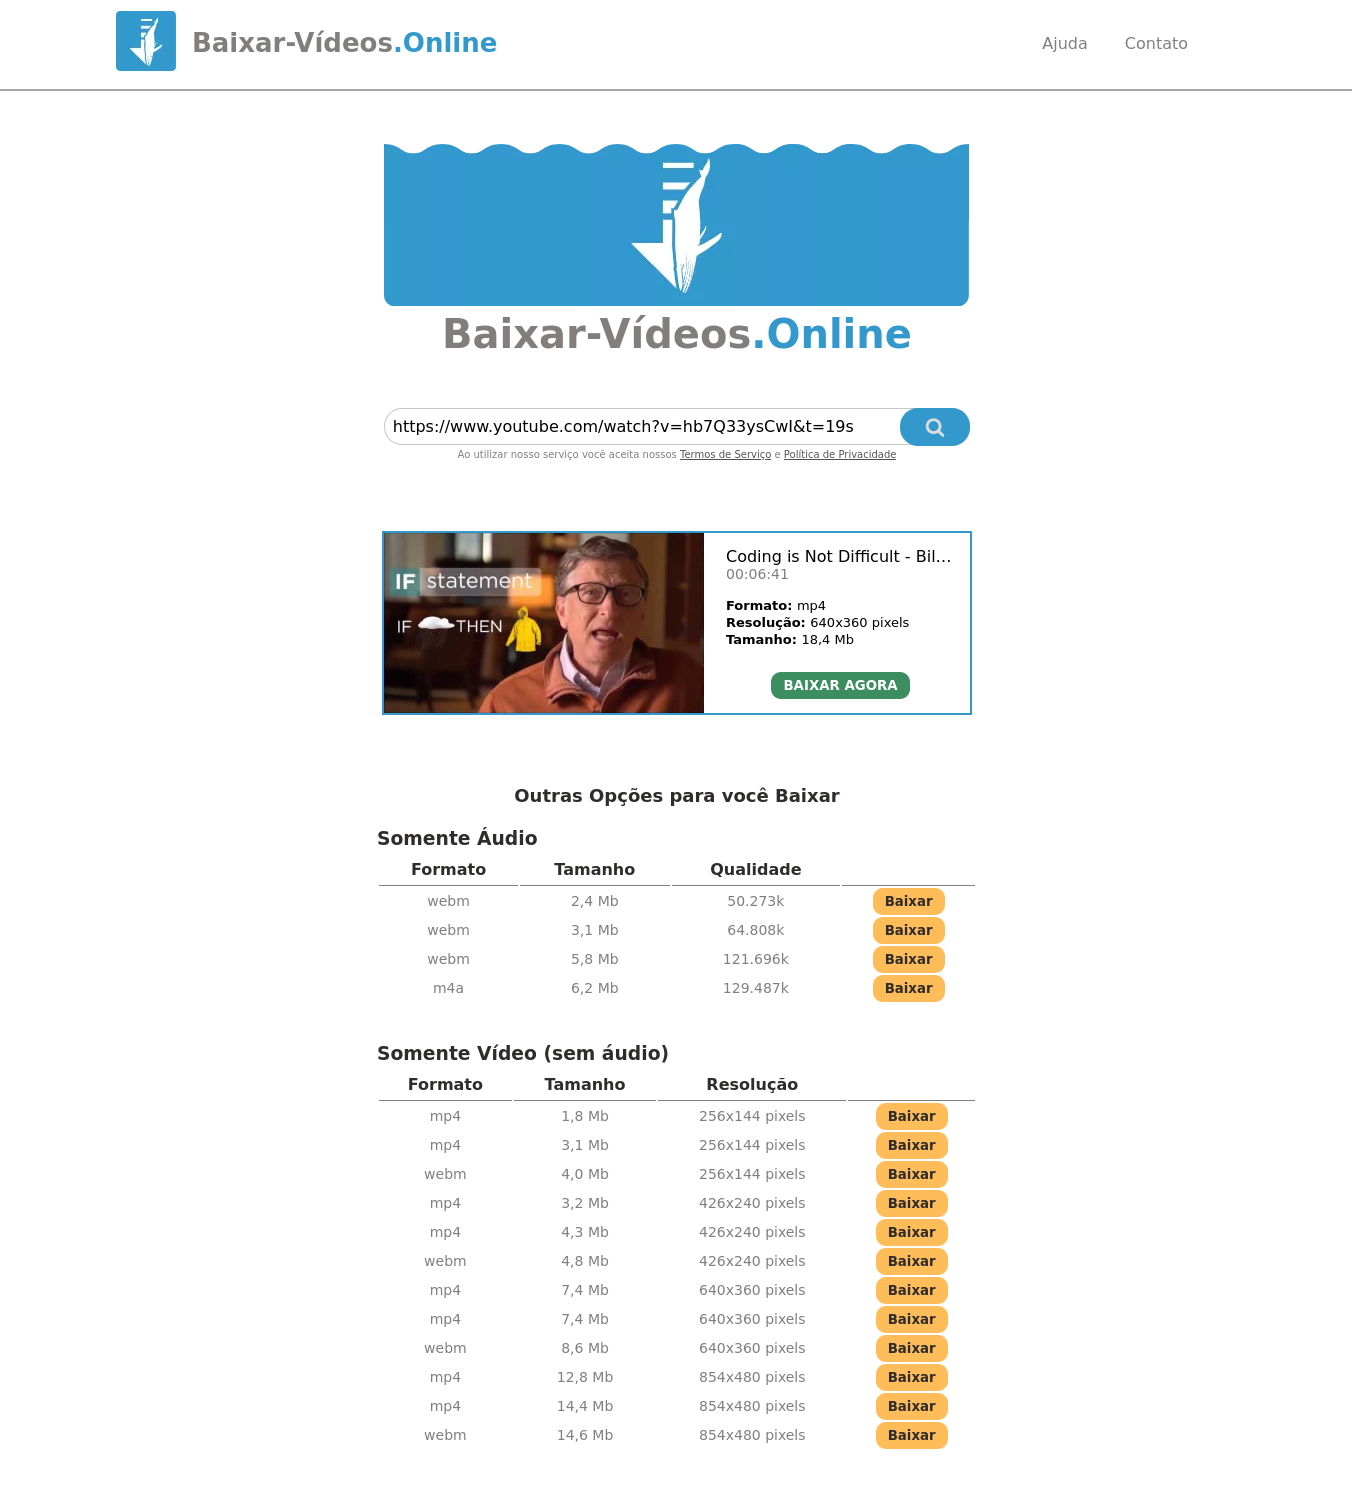 Baixar-Vídeos.Online
Ajuda Contato
Baixar-Vídeos.Online
https://www.youtube.com/watch?v=hb7Q33ysCwI&t=19s
Ao utilizar nosso serviço você aceita nossos Termos de Serviço e Política de Privacidade
IF statement
IF THEN
Coding is Not Difficult - Bil...
00:06:41
Formato: mp4
Resolução: 640x360 pixels
Tamanho: 18,4 Mb
BAIXAR AGORA
Outras Opções para você Baixar
Somente Áudio
Formato Tamanho Qualidade
webm 2,4 Mb 50.273k Baixar
webm 3,1 Mb 64.808k Baixar
webm 5,8 Mb 121.696k Baixar
m4a 6,2 Mb 129.487k Baixar
Somente Vídeo (sem áudio)
Formato Tamanho Resolução
mp4 1,8 Mb 256x144 pixels Baixar
mp4 3,1 Mb 256x144 pixels Baixar
webm 4,0 Mb 256x144 pixels Baixar
mp4 3,2 Mb 426x240 pixels Baixar
mp4 4,3 Mb 426x240 pixels Baixar
webm 4,8 Mb 426x240 pixels Baixar
mp4 7,4 Mb 640x360 pixels Baixar
mp4 7,4 Mb 640x360 pixels Baixar
webm 8,6 Mb 640x360 pixels Baixar
mp4 12,8 Mb 854x480 pixels Baixar
mp4 14,4 Mb 854x480 pixels Baixar
webm 14,6 Mb 854x480 pixels Baixar